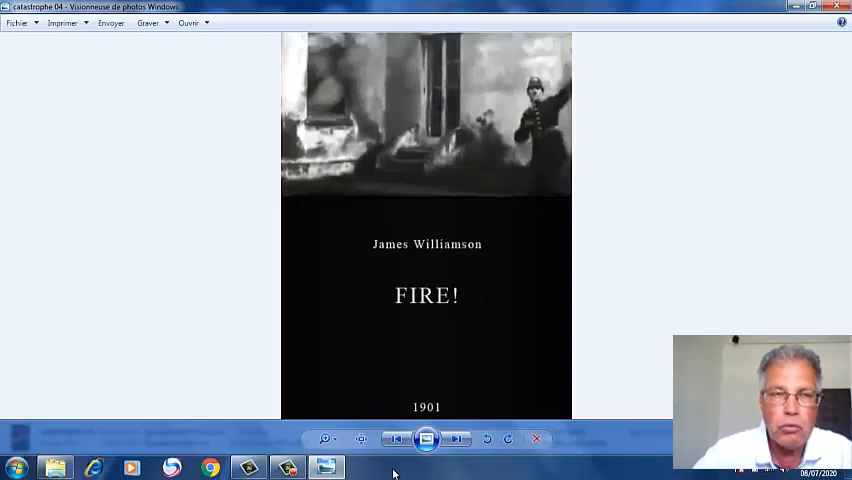 catastrophe 04 - Visionneuse de photos Windows
Fichier Imprimer Envoyer Graver Ouvrir
James Williamson
FIRE!
1901
08/07/2020